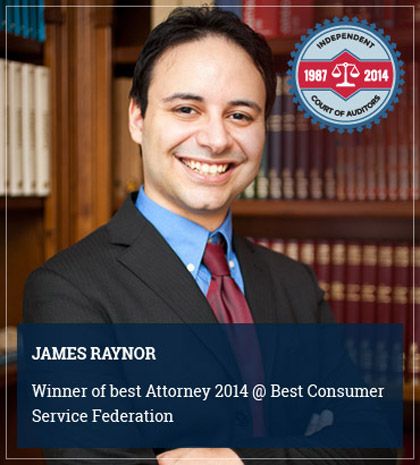 INDEPENDENT
1987 2014
COURT OF AUDITORS
JAMES RAYNOR
Winner of best Attorney 2014 @ Best Consumer
Service Federation